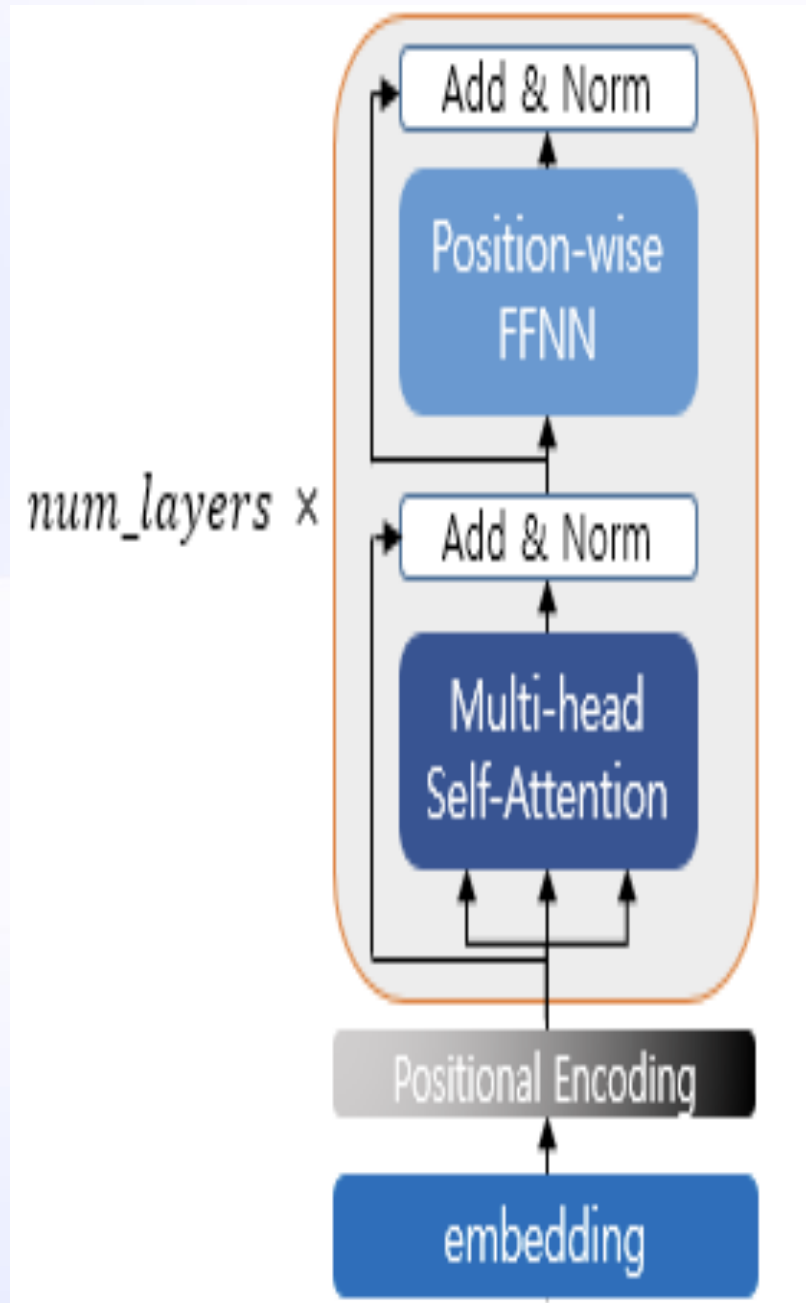 Add & Norm
Position-wise
FFNN
num_layers ×
Add & Norm
Multi-head
Self-Attention
Positional Encoding
embedding